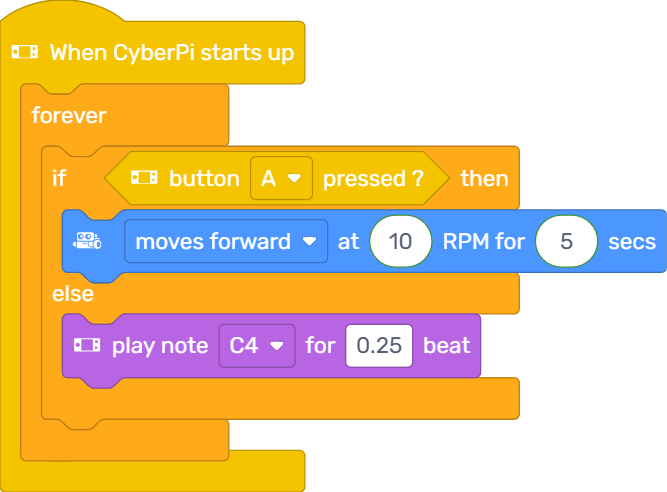 When CyberPi starts up
forever
if button A pressed ? then
moves forward at 10 RPM for 5 secs
else
play note C4 for 0.25 beat